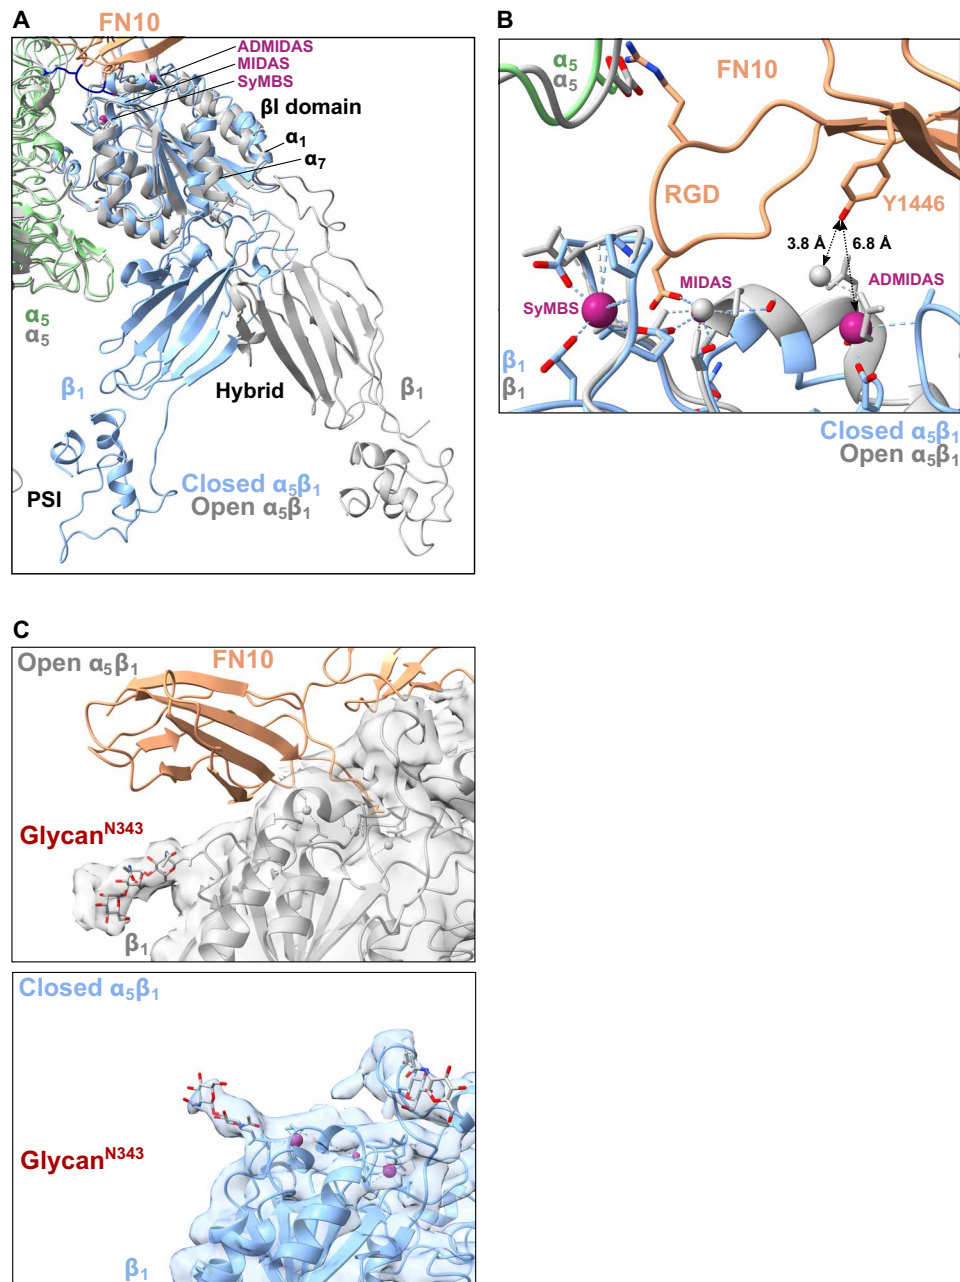 A
FN10
ADMIDAS
MIDAS
SyMBS
βI domain
α1
α7
α5
α5
β1
Hybrid
β1
PSI
Closed α5β1
Open α5β1
B
α5
α5
FN10
RGD
Y1446
3.8 Å
6.8 Å
ADMIDAS
MIDAS
SyMBS
β1
β1
Closed α5β1
Open α5β1
C
Open α5β1
FN10
GlycanN343
β1
Closed α5β1
GlycanN343
β1